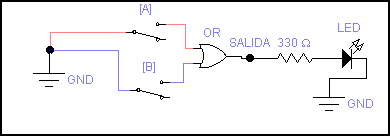 [A]
OR
LED
SALIDA 330 Ω
[B]
GND
GND